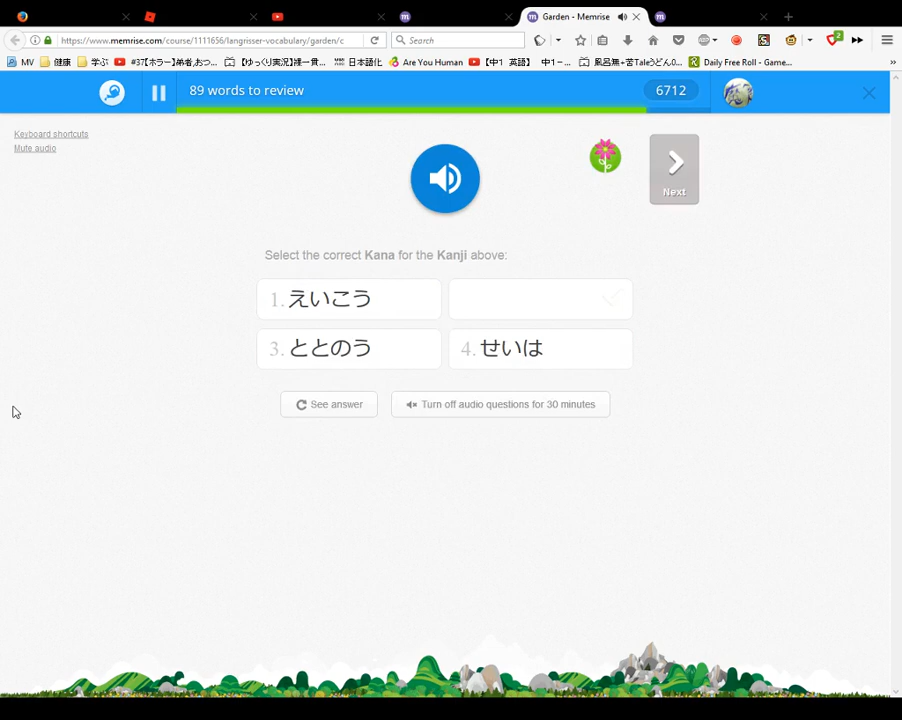 Garden - Memrise
https://www.memrise.com/course/1111656/langrisser-vocabulary/garden/c
Search
2
MV
健康
学ぶ
Are You Human
日本語化
Daily Free Roll - Game...
89 words to review
6712
Keyboard shortcuts
Mute audio
Next
Select the correct Kana for the Kanji above:
1. えいこう
3. ととのう
4. せいは
See answer
Turn off audio questions for 30 minutes